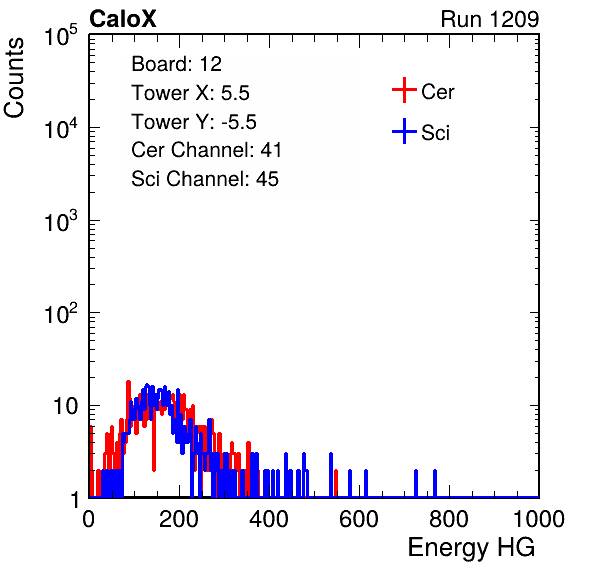 CaloX Run 1209
10^5
Counts
Board: 12
Tower X: 5.5
Tower Y: -5.5
Cer Channel: 41
Sci Channel: 45
Cer
Sci
10^4
10^3
10^2
10
1
0 200 400 600 800 1000
Energy HG